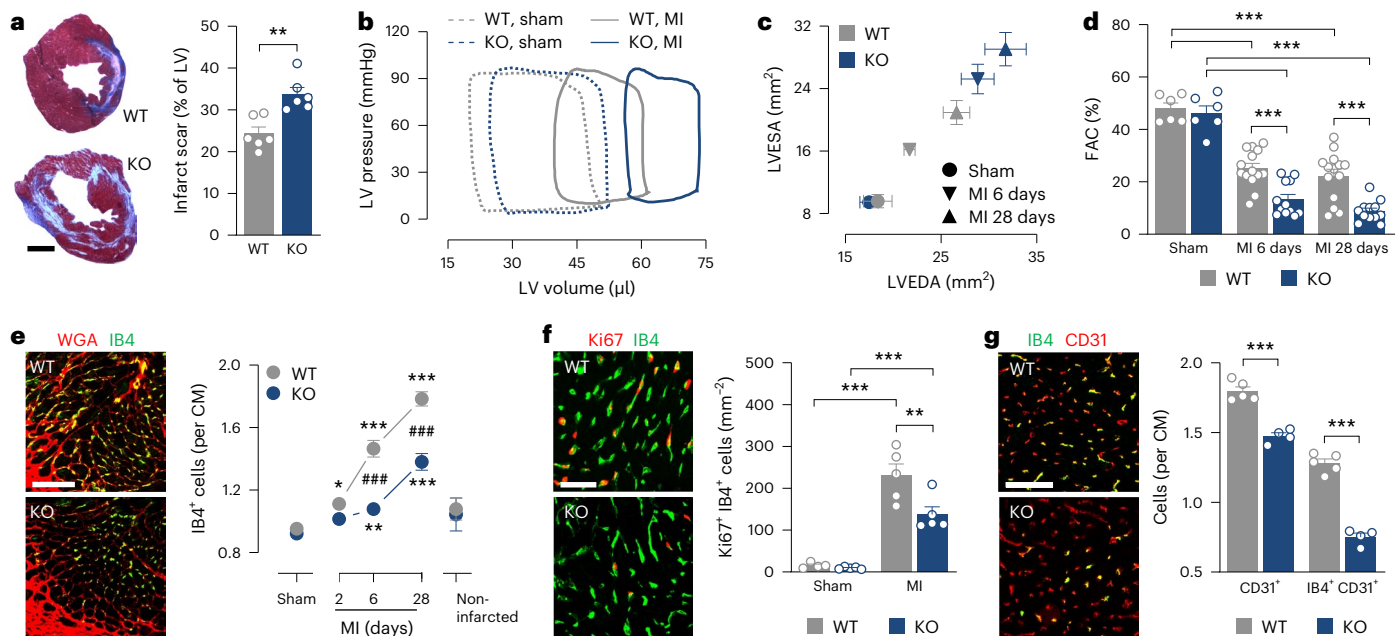 a
WT
KO
Infarct scar (% of LV)
50
40
30
20
10
0
**
WT KO
b
WT, sham WT, MI
KO, sham KO, MI
LV pressure (mmHg)
120
90
60
30
0
15 30 45 60 75
LV volume (µl)
c
WT
KO
LVESA (mm²)
32
24
16
8
Sham
MI 6 days
MI 28 days
15 25 35
LVEDA (mm²)
d
FAC (%)
80
60
40
20
0
***
***
***
***
Sham MI 6 days MI 28 days
WT KO
e
WGA IB4
WT
KO
IB4⁺ cells (per CM)
2.0
1.6
1.2
0.8
WT
KO
***
***
###
*
###
***
**
Sham
2 6 28
MI (days)
Non-
infarcted
f
Ki67 IB4
WT
KO
Ki67⁺ IB4⁺ cells (mm⁻²)
500
400
300
200
100
0
***
***
**
Sham MI
WT KO
g
IB4 CD31
WT
KO
Cells (per CM)
2.0
1.5
1.0
0.5
***
***
CD31⁺ IB4⁺ CD31⁺
WT KO